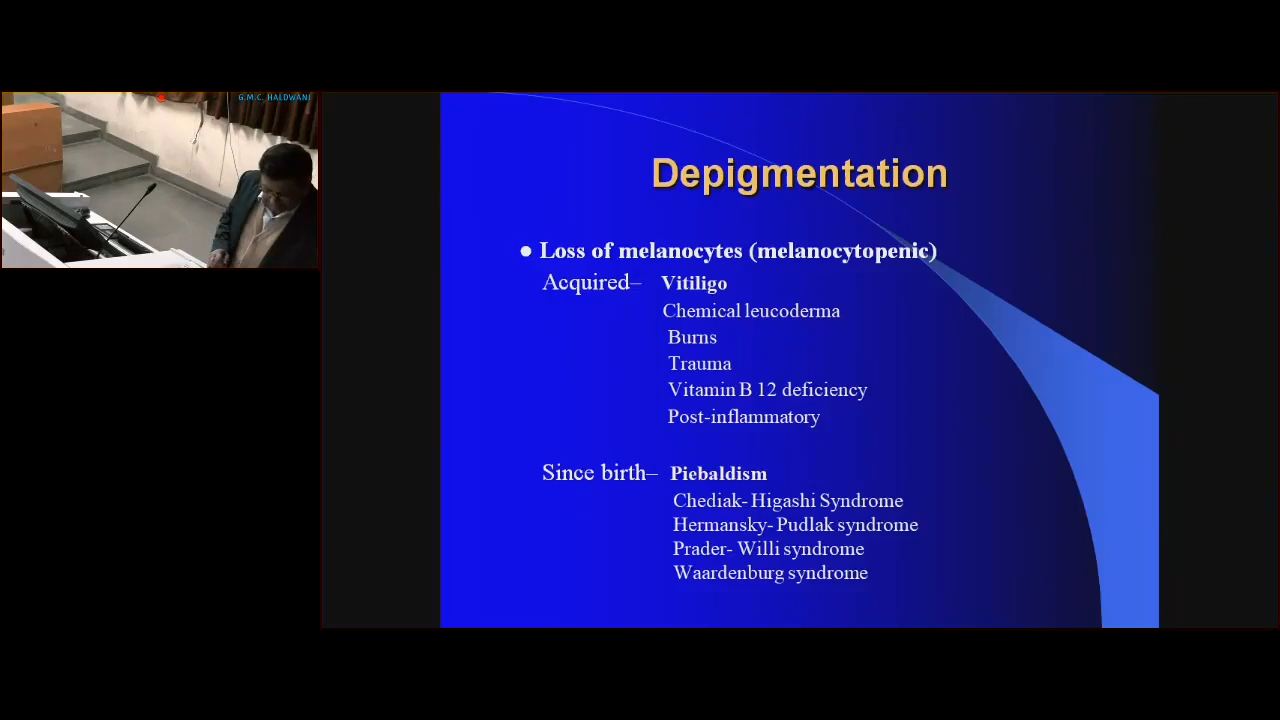 G.M.C. HALDWANI
Depigmentation
● Loss of melanocytes (melanocytopenic)
Acquired– Vitiligo
Chemical leucoderma
Burns
Trauma
Vitamin B 12 deficiency
Post-inflammatory
Since birth– Piebaldism
Chediak- Higashi Syndrome
Hermansky- Pudlak syndrome
Prader- Willi syndrome
Waardenburg syndrome